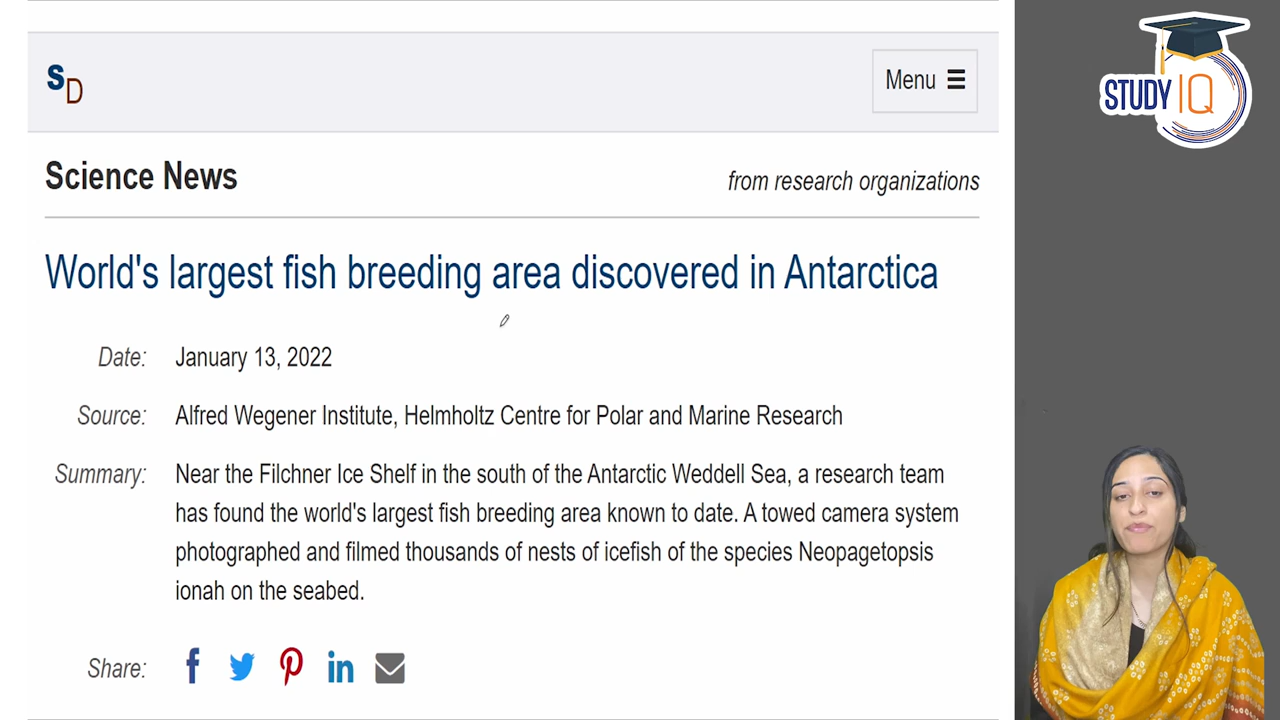 SD
Menu
Science News
from research organizations
World's largest fish breeding area discovered in Antarctica
Date: January 13, 2022
Source: Alfred Wegener Institute, Helmholtz Centre for Polar and Marine Research
Summary: Near the Filchner Ice Shelf in the south of the Antarctic Weddell Sea, a research team
has found the world's largest fish breeding area known to date. A towed camera system
photographed and filmed thousands of nests of icefish of the species Neopagetopsis
ionah on the seabed.
Share:
STUDY IQ